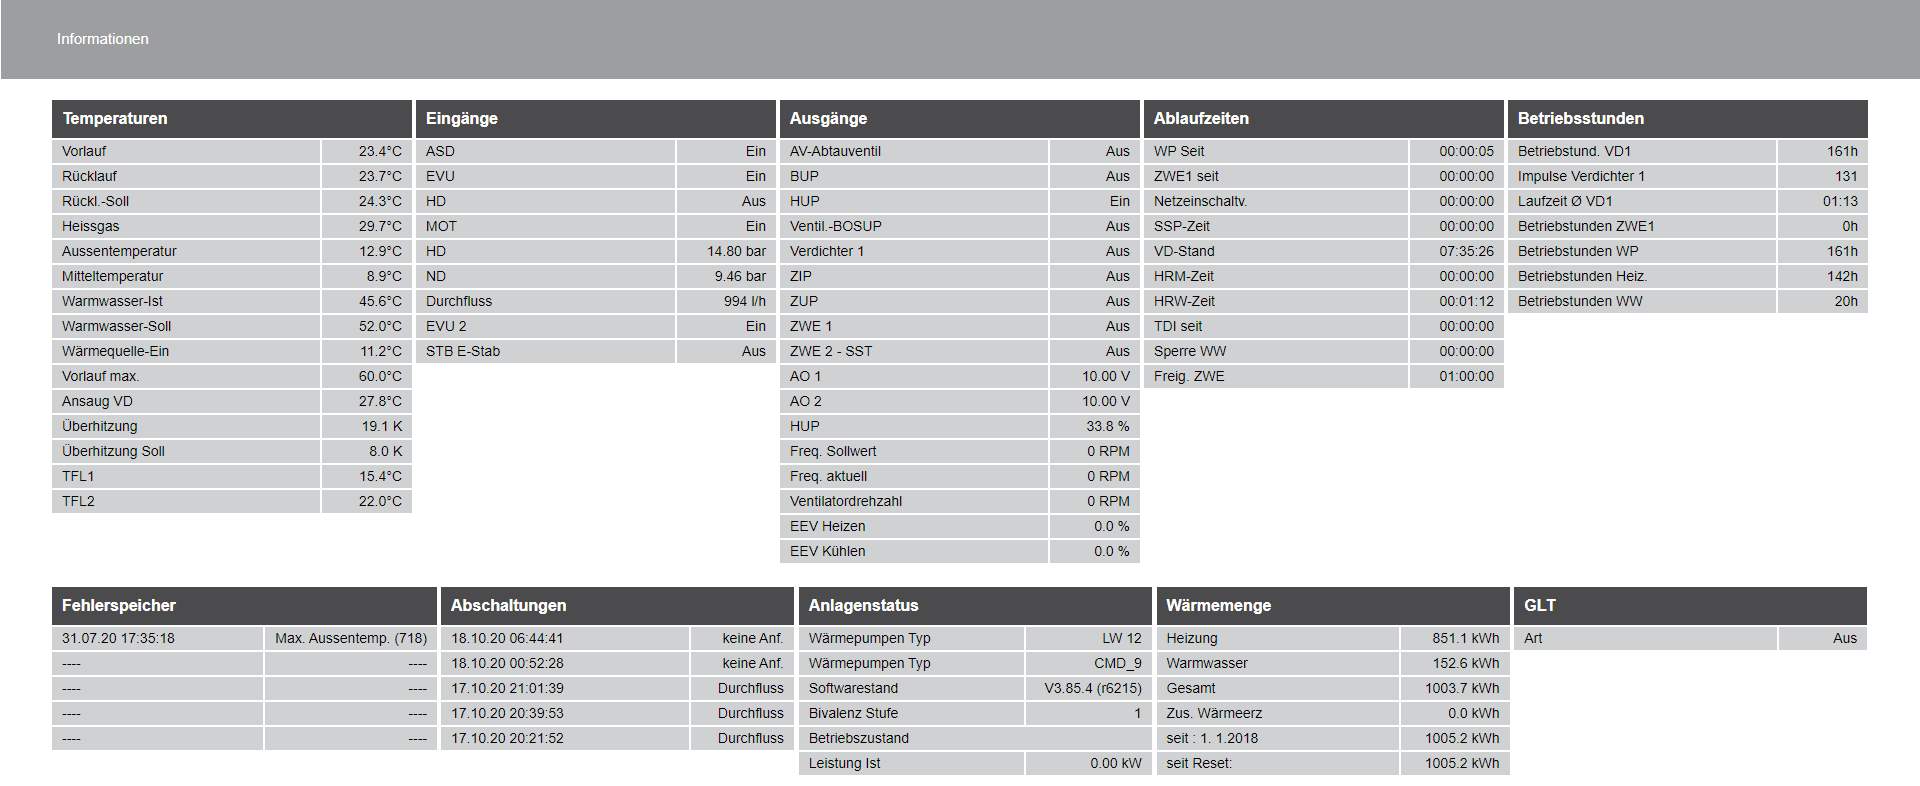 Informationen
Temperaturen
Vorlauf 23.4°C
Rücklauf 23.7°C
Rückl.-Soll 24.3°C
Heissgas 29.7°C
Aussentemperatur 12.9°C
Mitteltemperatur 8.9°C
Warmwasser-Ist 45.6°C
Warmwasser-Soll 52.0°C
Wärmequelle-Ein 11.2°C
Vorlauf max. 60.0°C
Ansaug VD 27.8°C
Überhitzung 19.1 K
Überhitzung Soll 8.0 K
TFL1 15.4°C
TFL2 22.0°C
Eingänge
ASD Ein
EVU Ein
HD Aus
MOT Ein
HD 14.80 bar
ND 9.46 bar
Durchfluss 994 l/h
EVU 2 Ein
STB E-Stab Aus
Ausgänge
AV-Abtauventil Aus
BUP Aus
HUP Ein
Ventil.-BOSUP Aus
Verdichter 1 Aus
ZIP Aus
ZUP Aus
ZWE 1 Aus
ZWE 2 - SST Aus
AO 1 10.00 V
AO 2 10.00 V
HUP 33.8 %
Freq. Sollwert 0 RPM
Freq. aktuell 0 RPM
Ventilatordrehzahl 0 RPM
EEV Heizen 0.0 %
EEV Kühlen 0.0 %
Ablaufzeiten
WP Seit 00:00:05
ZWE1 seit 00:00:00
Netzeinschaltv. 00:00:00
SSP-Zeit 00:00:00
VD-Stand 07:35:26
HRM-Zeit 00:00:00
HRW-Zeit 00:01:12
TDI seit 00:00:00
Sperre WW 00:00:00
Freig. ZWE 01:00:00
Betriebsstunden
Betriebstund. VD1 161h
Impulse Verdichter 1 131
Laufzeit Ø VD1 01:13
Betriebstunden ZWE1 0h
Betriebstunden WP 161h
Betriebstunden Heiz. 142h
Betriebstunden WW 20h
Fehlerspeicher
31.07.20 17:35:18 Max. Aussentemp. (718)
---- ----
---- ----
---- ----
---- ----
Abschaltungen
18.10.20 06:44:41 keine Anf.
18.10.20 00:52:28 keine Anf.
17.10.20 21:01:39 Durchfluss
17.10.20 20:39:53 Durchfluss
17.10.20 20:21:52 Durchfluss
Anlagenstatus
Wärmepumpen Typ LW 12
Wärmepumpen Typ CMD_9
Softwarestand V3.85.4 (r6215)
Bivalenz Stufe 1
Betriebszustand
Leistung Ist 0.00 kW
Wärmemenge
Heizung 851.1 kWh
Warmwasser 152.6 kWh
Gesamt 1003.7 kWh
Zus. Wärmeerz 0.0 kWh
seit : 1. 1.2018 1005.2 kWh
seit Reset: 1005.2 kWh
GLT
Art Aus